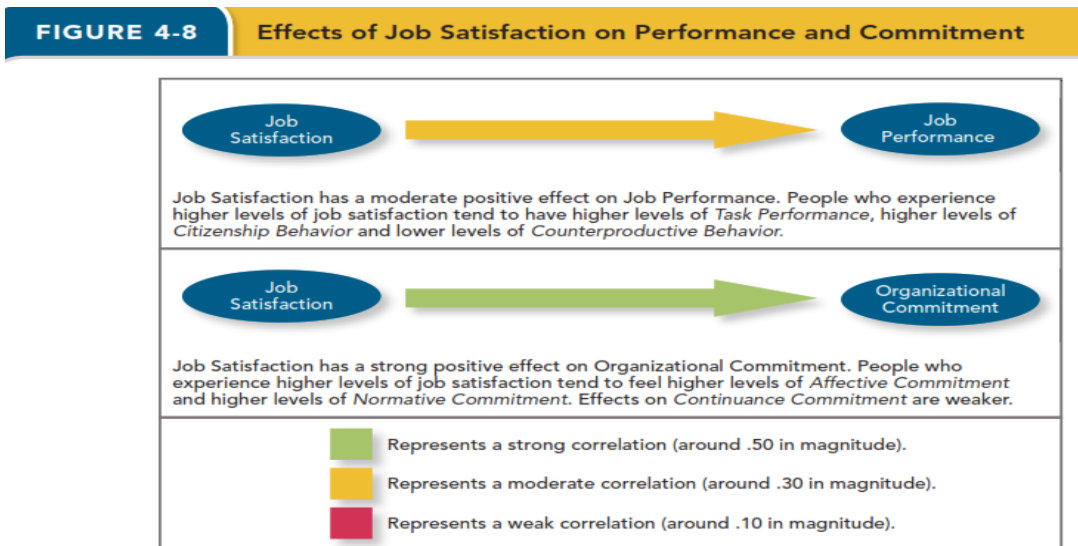 FIGURE 4-8
Effects of Job Satisfaction on Performance and Commitment
Job
Satisfaction
Job
Performance
Job Satisfaction has a moderate positive effect on Job Performance. People who experience
higher levels of job satisfaction tend to have higher levels of Task Performance, higher levels of
Citizenship Behavior and lower levels of Counterproductive Behavior.
Job
Satisfaction
Organizational
Commitment
Job Satisfaction has a strong positive effect on Organizational Commitment. People who
experience higher levels of job satisfaction tend to feel higher levels of Affective Commitment
and higher levels of Normative Commitment. Effects on Continuance Commitment are weaker.
Represents a strong correlation (around .50 in magnitude).
Represents a moderate correlation (around .30 in magnitude).
Represents a weak correlation (around .10 in magnitude).